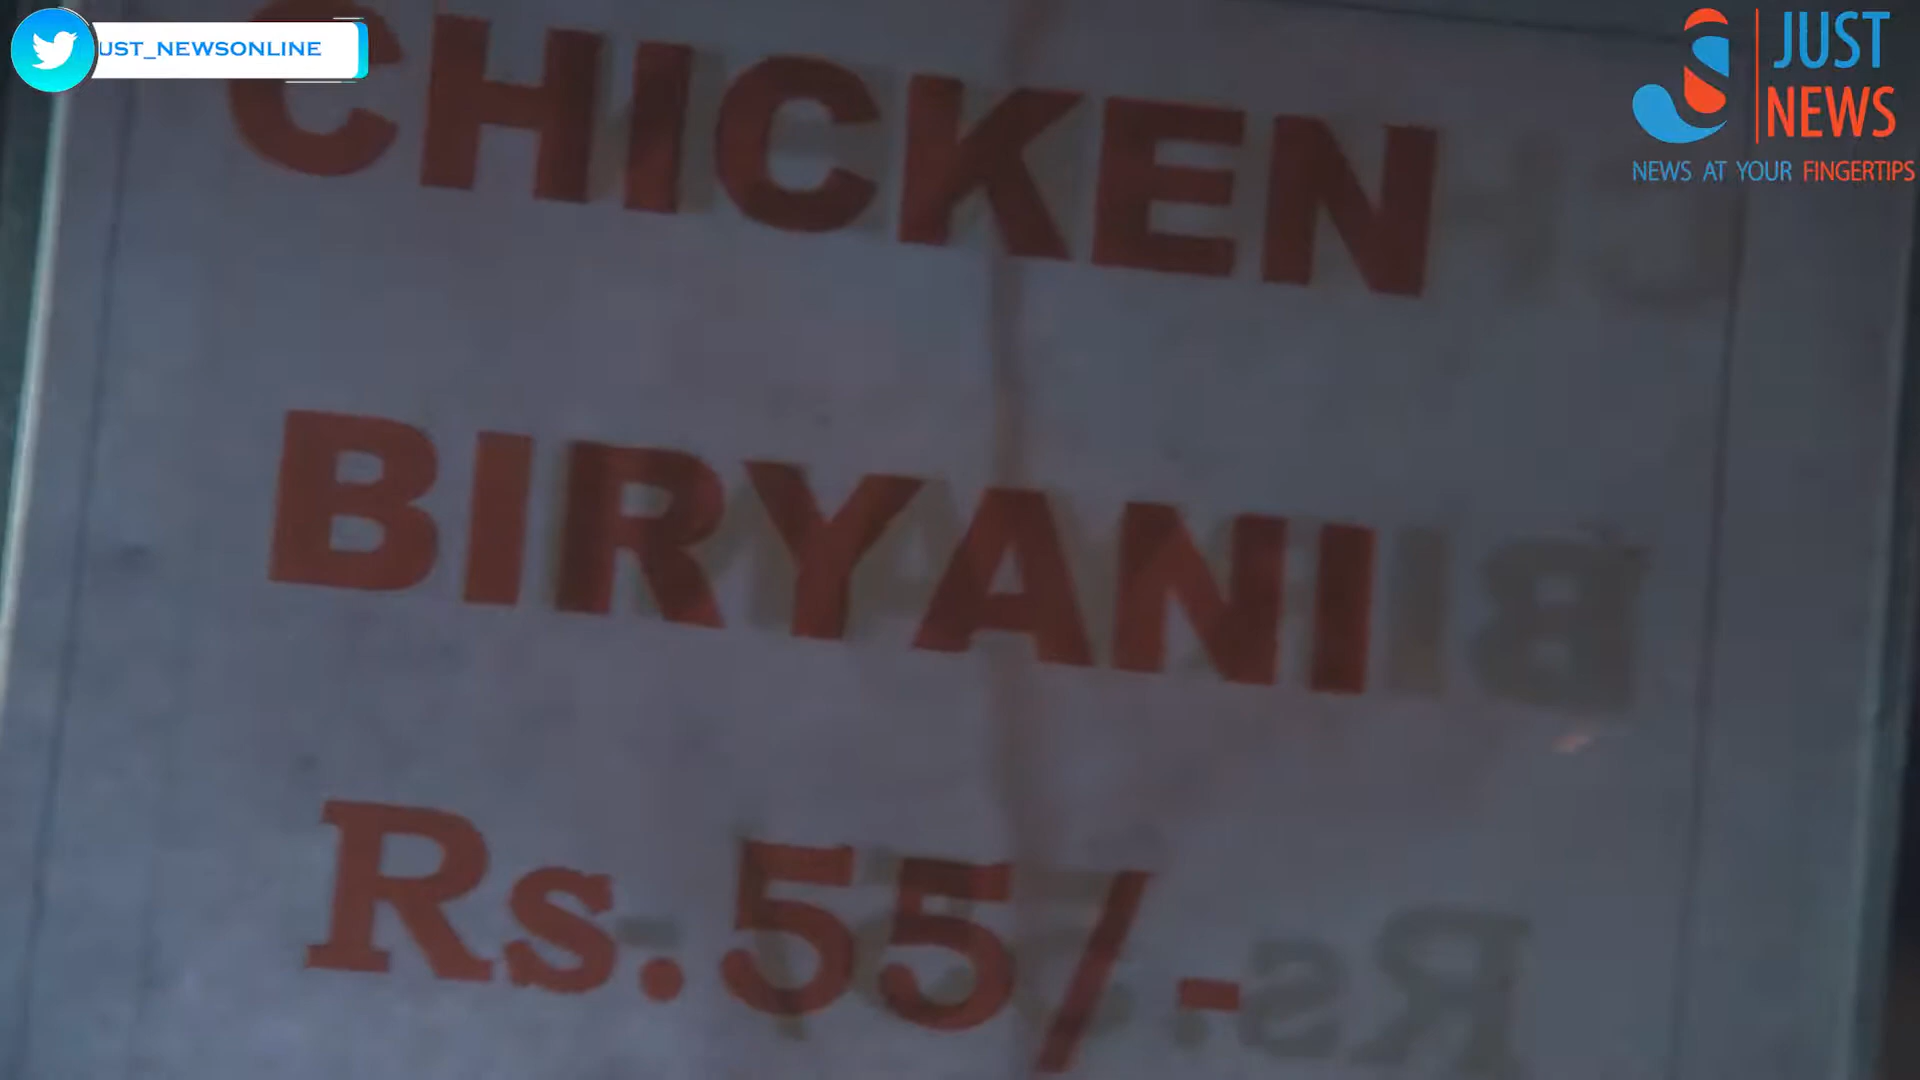 UST_NEWSONLINE
JUST
NEWS
NEWS AT YOUR FINGERTIPS
CHICKEN
BIRYANI
Rs.55/-